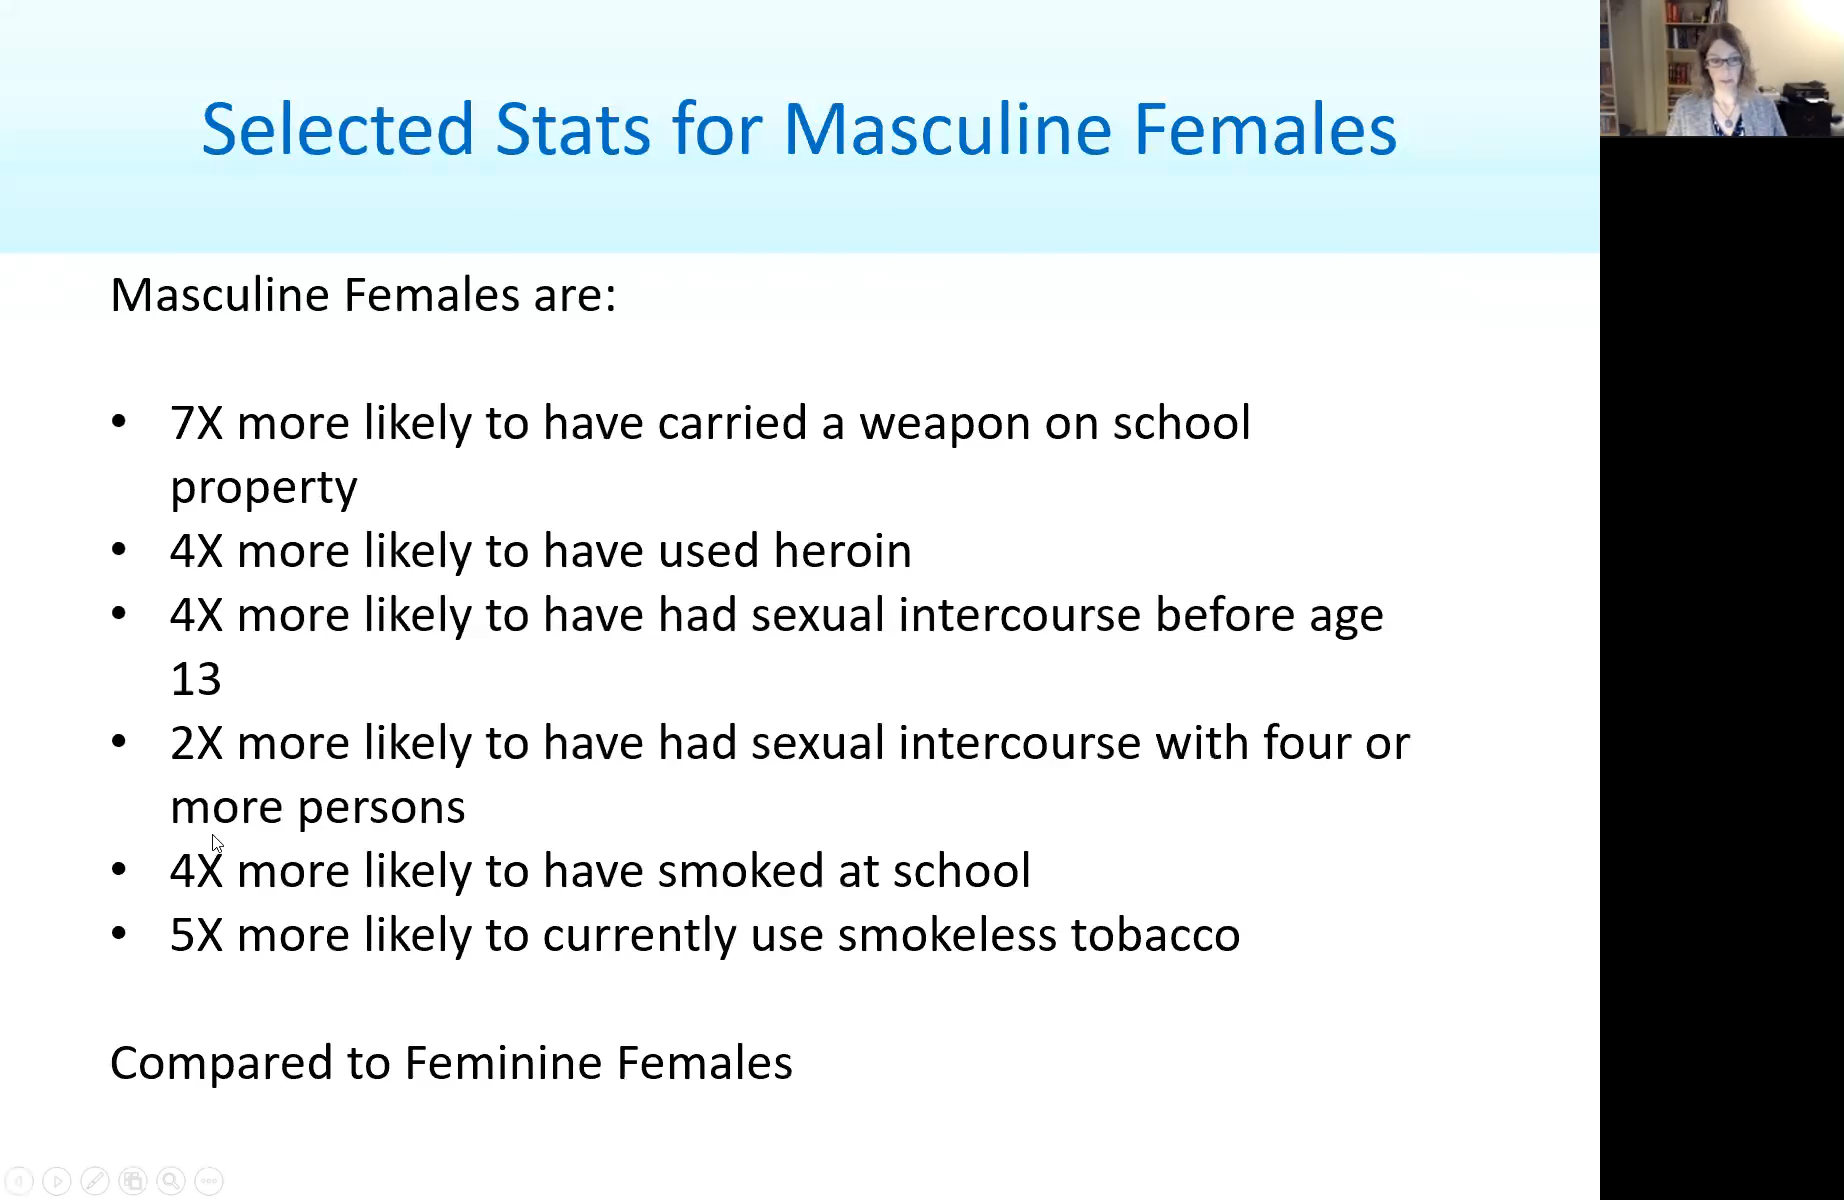 Selected Stats for Masculine Females
Masculine Females are:
• 7X more likely to have carried a weapon on school
property
• 4X more likely to have used heroin
• 4X more likely to have had sexual intercourse before age
13
• 2X more likely to have had sexual intercourse with four or
more persons
• 4X more likely to have smoked at school
• 5X more likely to currently use smokeless tobacco
Compared to Feminine Females